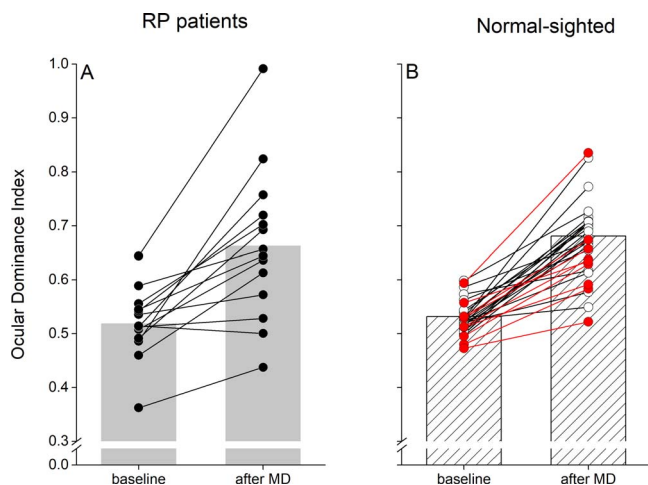 RP patients
Normal-sighted
A
B
Ocular Dominance Index
1.0
0.9
0.8
0.7
0.6
0.5
0.4
0.3
0.0
baseline
after MD
baseline
after MD